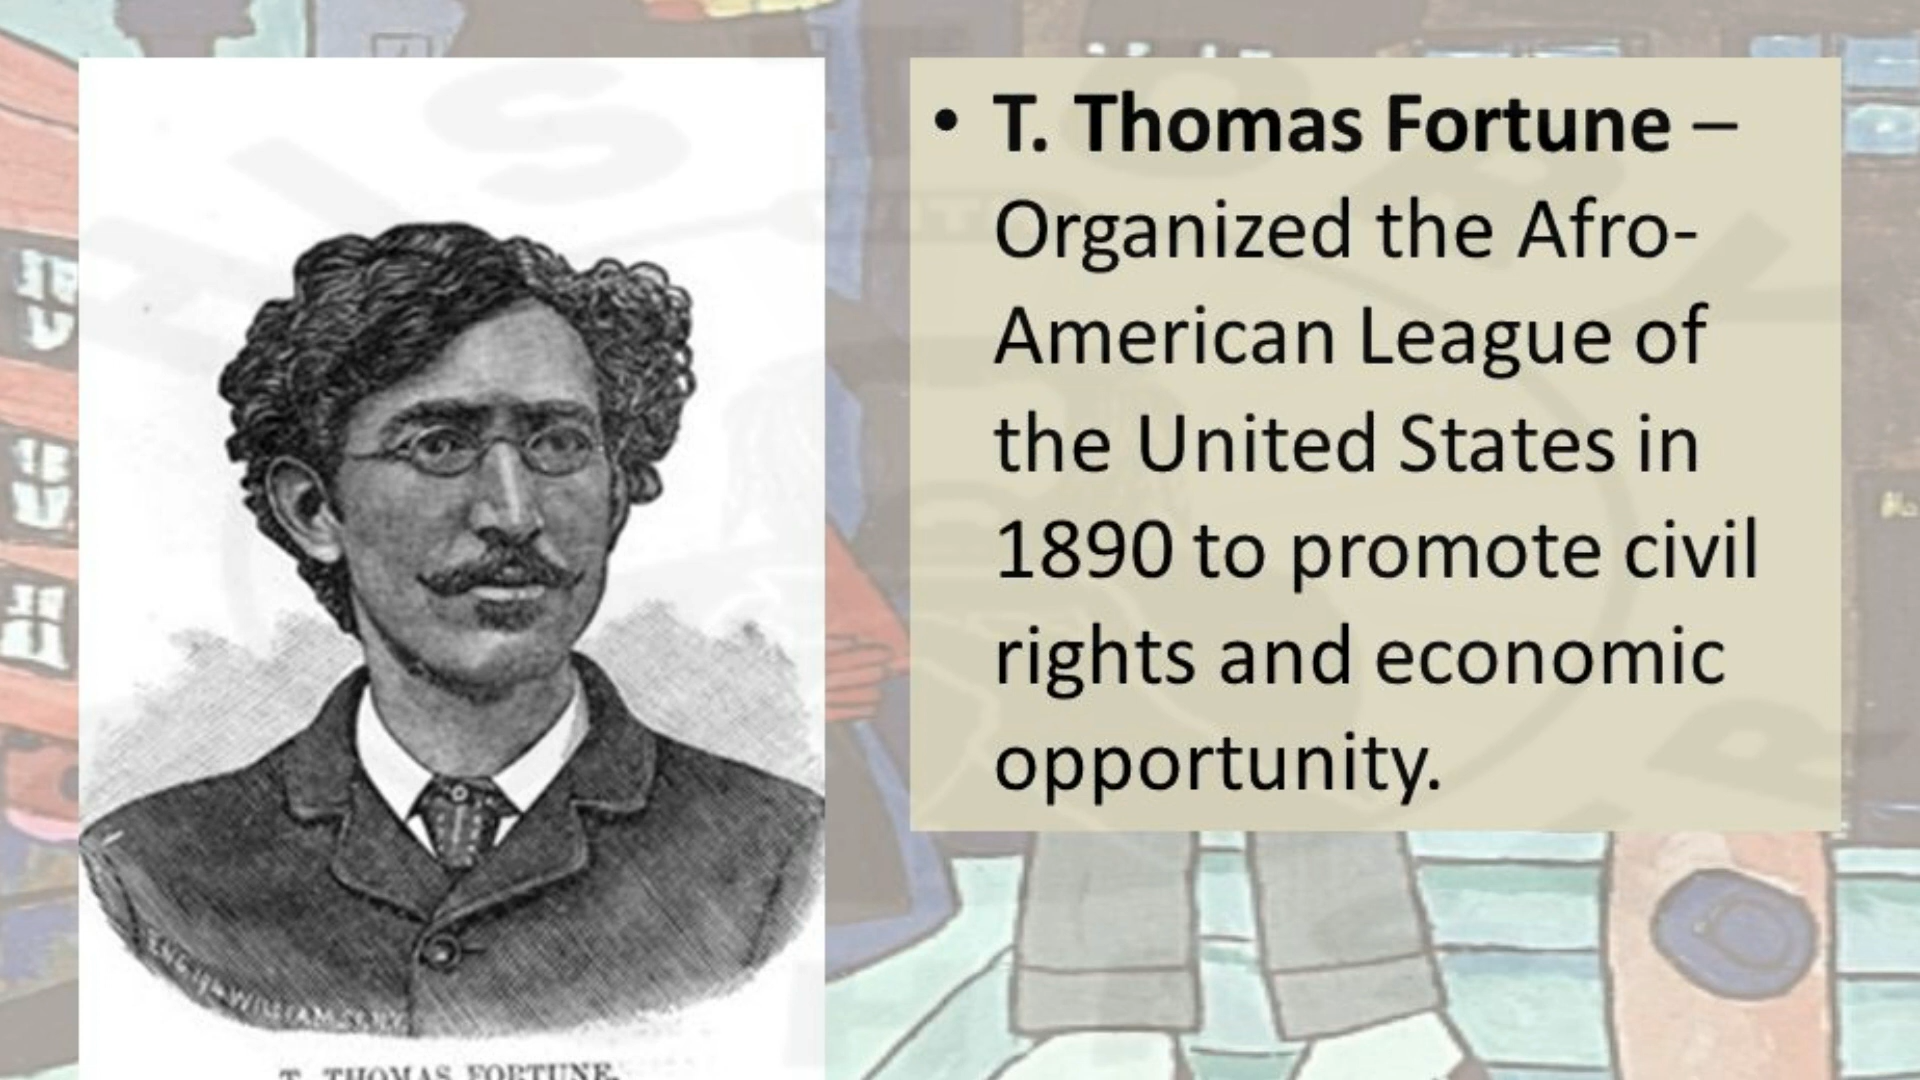 • T. Thomas Fortune –
Organized the Afro-
American League of
the United States in
1890 to promote civil
rights and economic
opportunity.
T. THOMAS FORTUNE.